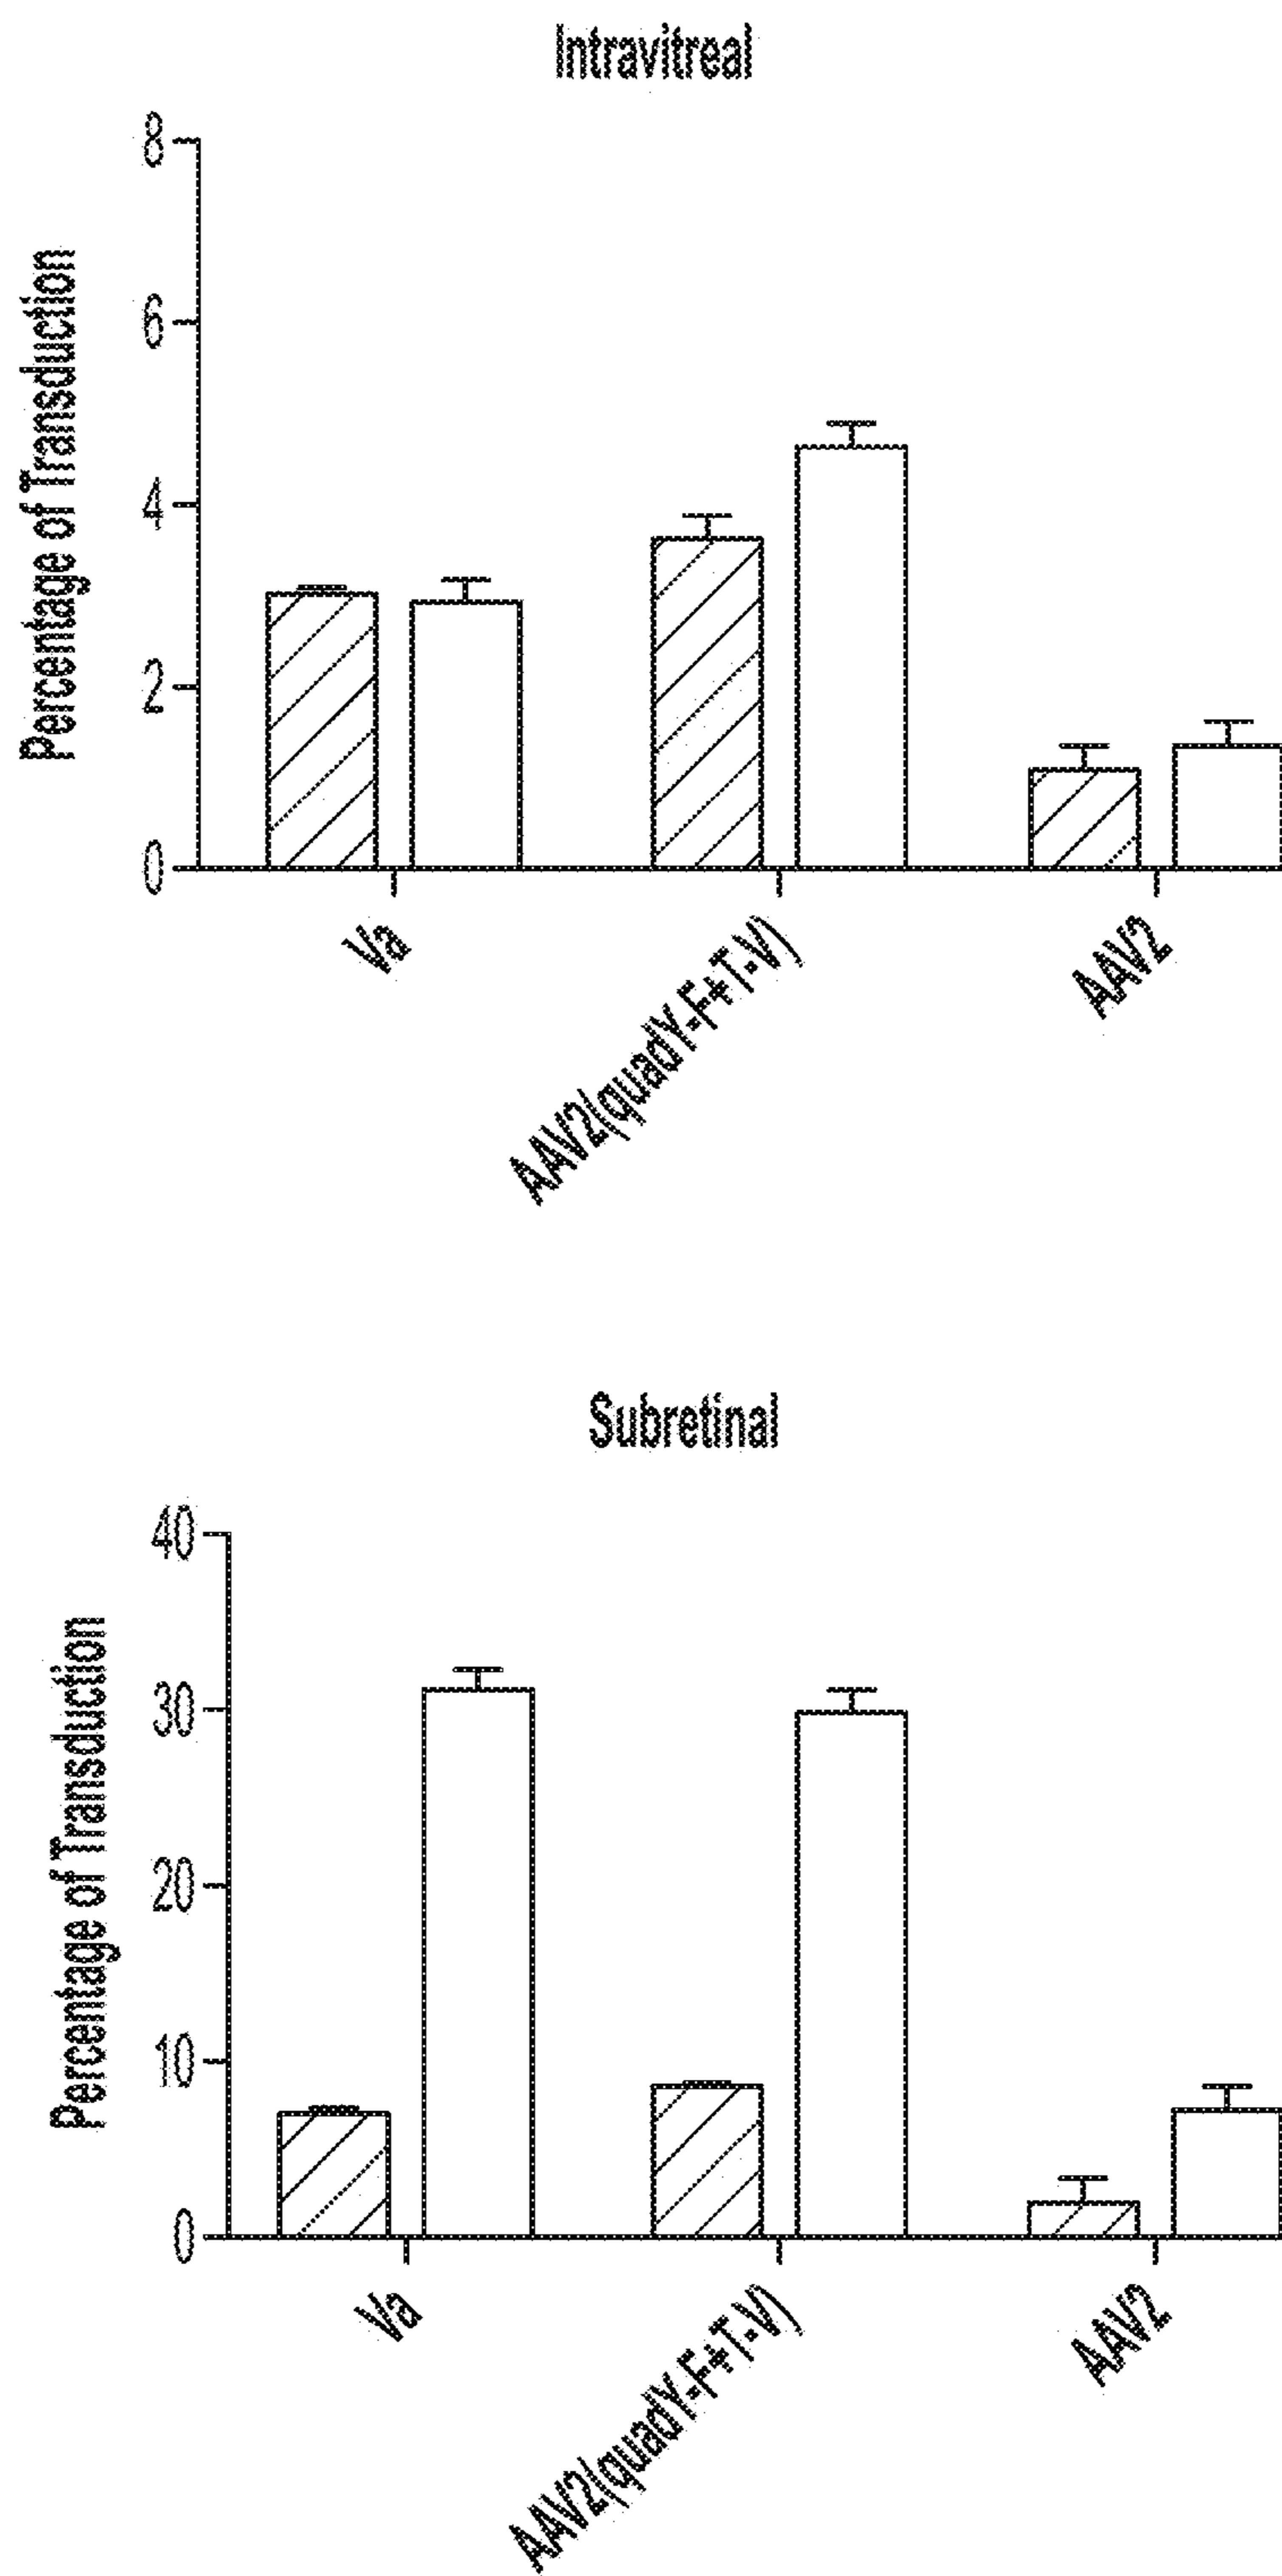 Intravitreal
Percentage of Transduction
8
6
4
2
0
Va
AAV2(quadY-F+T-V)
AAV2
Subretinal
Percentage of Transduction
40
30
20
10
0
Va
AAV2(quadY-F+T-V)
AAV2